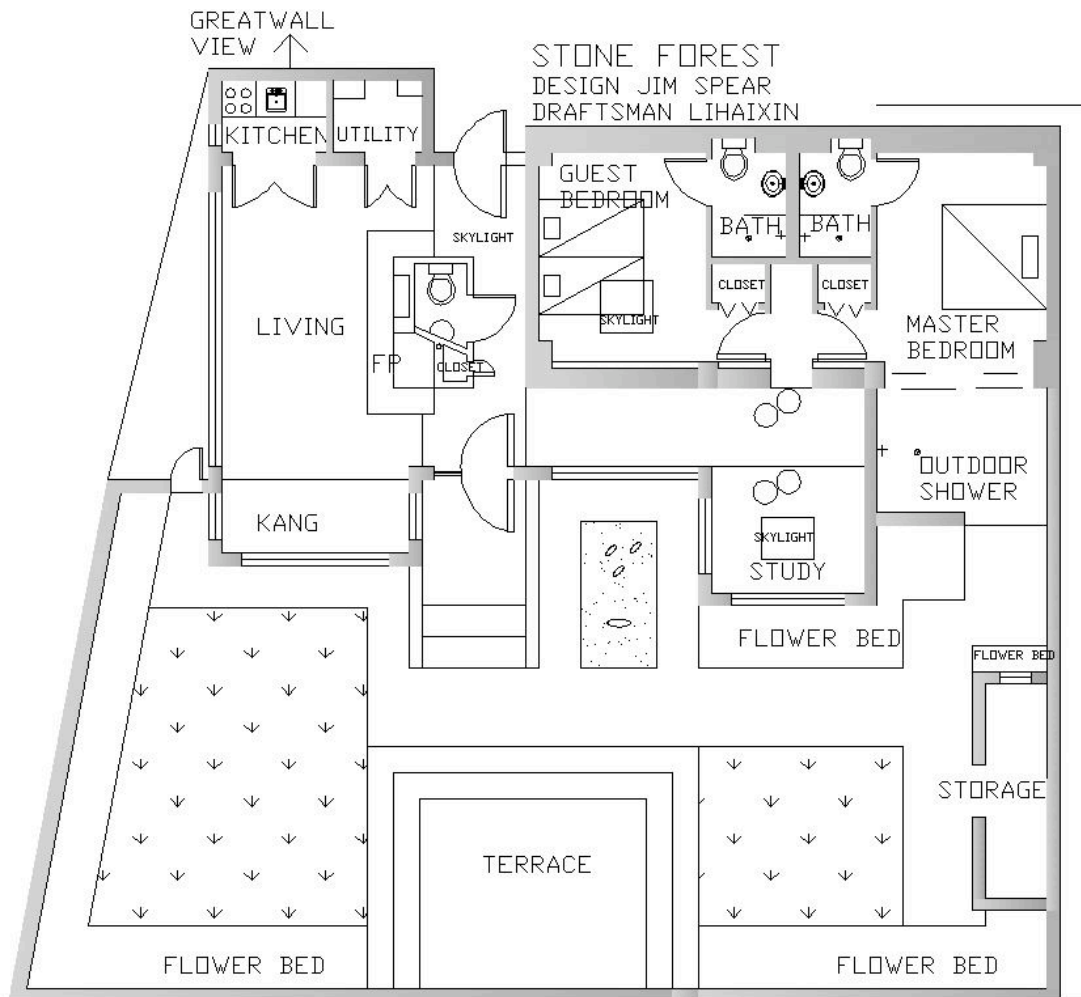 GREATWALL
VIEW
STONE FOREST
DESIGN JIM SPEAR
DRAFTSMAN LIHAIXIN
KITCHEN
UTILITY
GUEST
BEDROOM
BATH
BATH
SKYLIGHT
CLOSET
CLOSET
SKYLIGHT
LIVING
MASTER
BEDROOM
FP
CLOSET
OUTDOOR
SHOWER
KANG
SKYLIGHT
STUDY
FLOWER BED
FLOWER BED
STORAGE
TERRACE
FLOWER BED
FLOWER BED